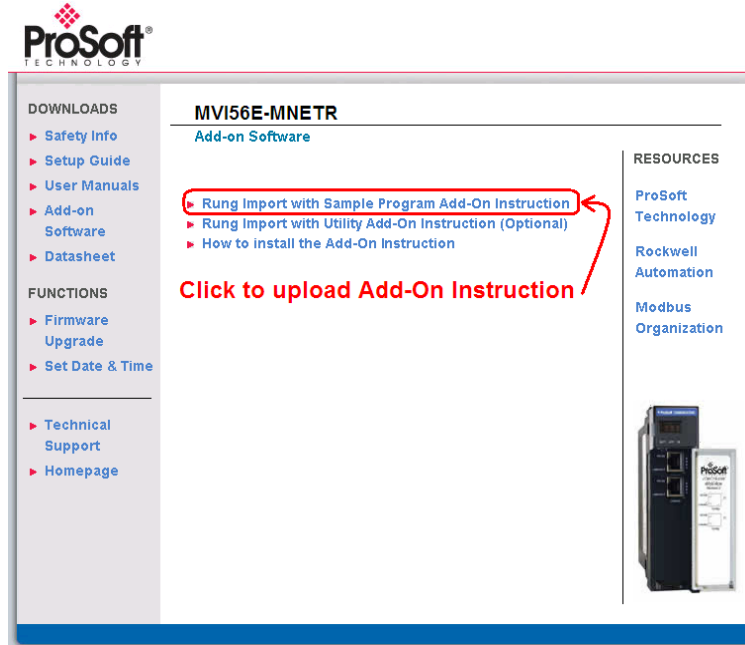 ProSoft®
TECHNOLOGY
DOWNLOADS
Safety Info
Setup Guide
User Manuals
Add-on
Software
Datasheet
FUNCTIONS
Firmware
Upgrade
Set Date & Time
Technical
Support
Homepage
MVI56E-MNETR
Add-on Software
Rung Import with Sample Program Add-On Instruction
Rung Import with Utility Add-On Instruction (Optional)
How to install the Add-On Instruction
Click to upload Add-On Instruction
RESOURCES
ProSoft
Technology
Rockwell
Automation
Modbus
Organization
ProSoft